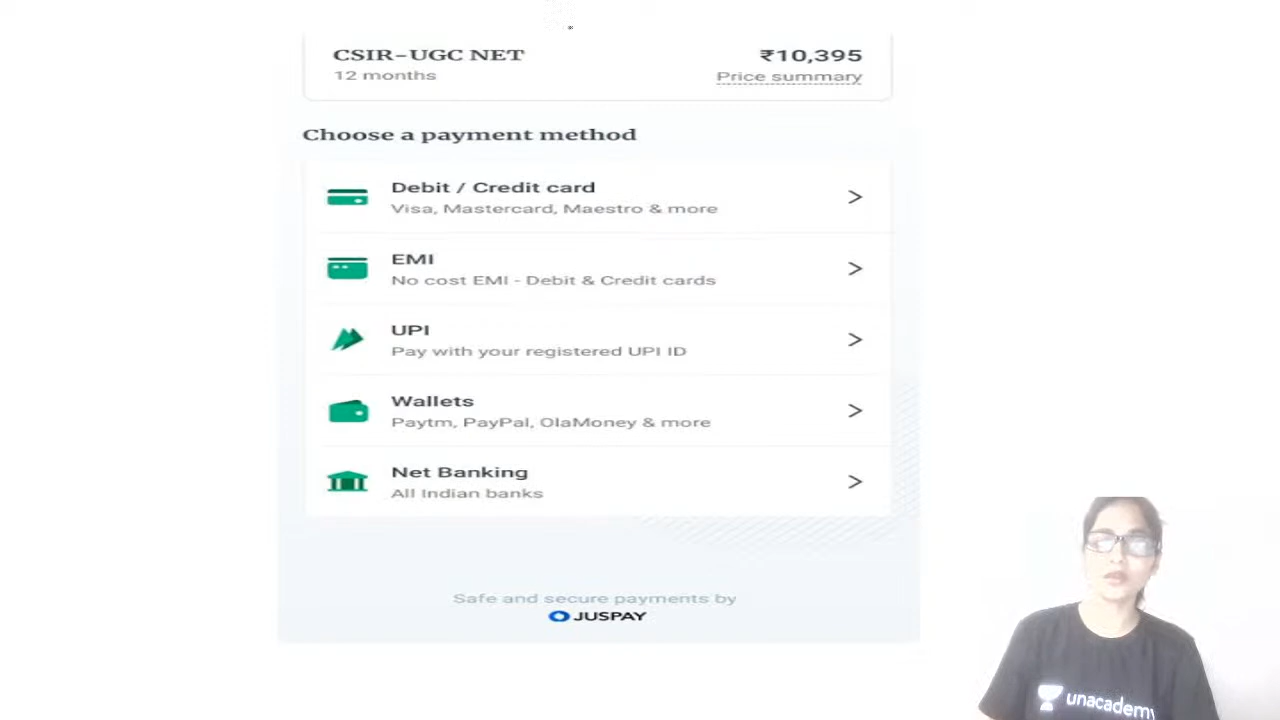 CSIR-UGC NET
₹10,395
12 months
Price summary
Choose a payment method
Debit / Credit card
Visa, Mastercard, Maestro & more
EMI
No cost EMI - Debit & Credit cards
UPI
Pay with your registered UPI ID
Wallets
Paytm, PayPal, OlaMoney & more
Net Banking
All Indian banks
Safe and secure payments by
JUSPAY
unacademy